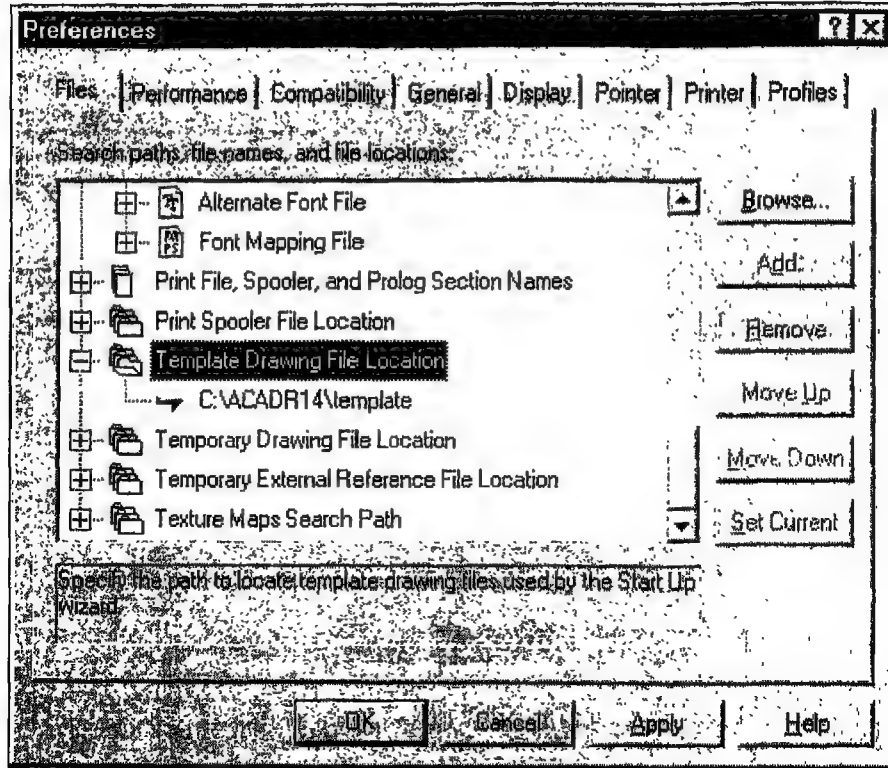 Preferences
Files Performance Compatibility General Display Pointer Printer Profiles
Search paths, file names, and file locations:
Alternate Font File
Font Mapping File
Print File, Spooler, and Prolog Section Names
Print Spooler File Location
Template Drawing File Location
C:\ACADR14\template
Temporary Drawing File Location
Temporary External Reference File Location
Texture Maps Search Path
Browse...
Add...
Remove
Move Up
Move Down
Set Current
Specify the path to locate template drawing files used by the Start Up
Wizard.
OK Cancel Apply Help